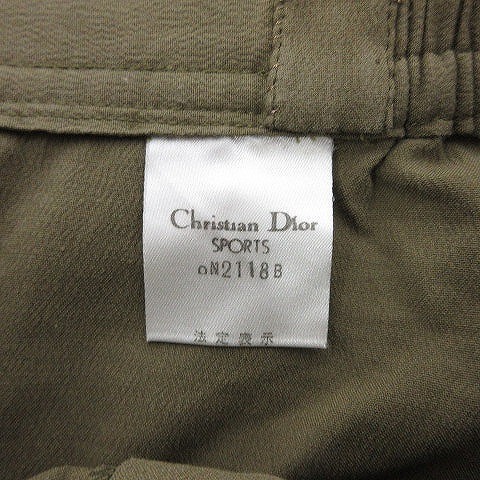 Christian Dior
SPORTS
oN2118B
法定表示